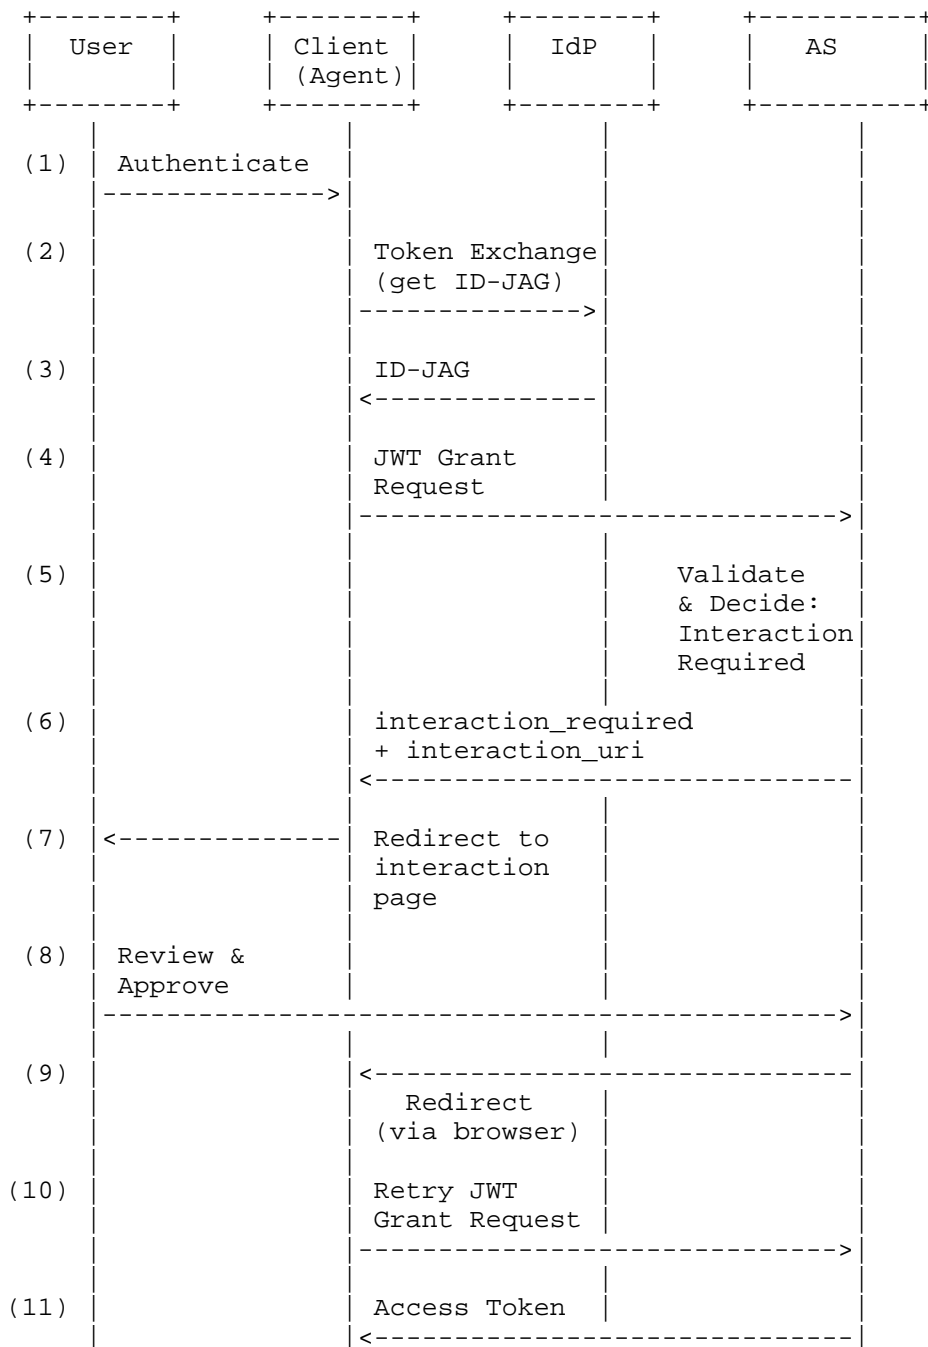 User Client IdP AS
(Agent)
(1) Authenticate
(2) Token Exchange
(get ID-JAG)
(3) ID-JAG
(4) JWT Grant
Request
(5) Validate
& Decide:
Interaction
Required
(6) interaction_required
+ interaction_uri
(7) Redirect to
interaction
page
(8) Review &
Approve
(9)
Redirect
(via browser)
(10) Retry JWT
Grant Request
(11) Access Token